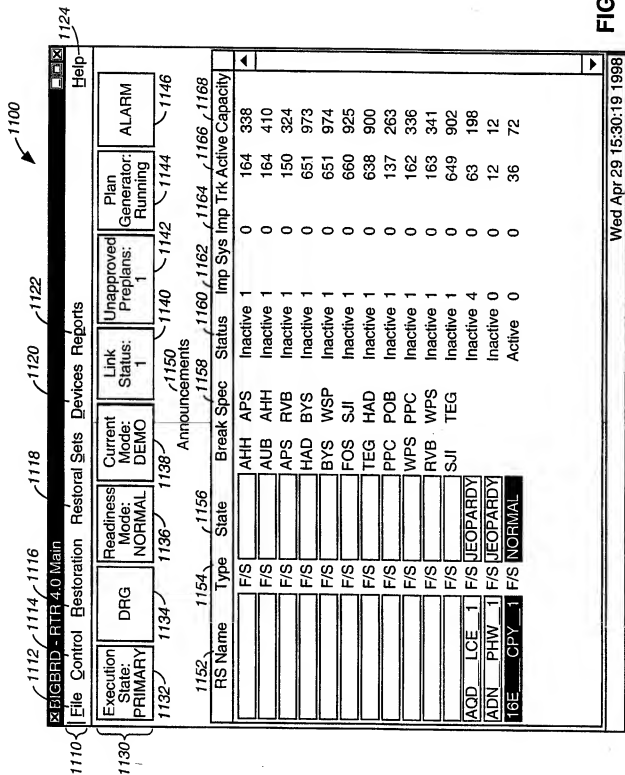 1100
1112 1114 1116 1118 1120 1122 1124
BIGBRD - RTR 4.0 Main
1110 File Control Restoration Restoral Sets Devices Reports Help
1130
Execution State: PRIMARY
DRG
Readiness Mode: NORMAL
Current Mode: DEMO
Link Status: 1
Unapproved Preplans: 1
Plan Generator: Running
ALARM
1132 1134 1136 1138 1140 1142 1144 1146
Announcements 1150
1152 1154 1156 1158 1160 1162 1164 1166 1168
RS Name Type State Break Spec Status Imp Sys Imp Trk Active Capacity
F/S AHH APS Inactive 1 0 164 338
F/S AUB AHH Inactive 1 0 164 410
F/S APS RVB Inactive 1 0 150 324
F/S HAD BYS Inactive 1 0 651 973
F/S BYS WSP Inactive 1 0 651 974
F/S FOS SJI Inactive 1 0 660 925
F/S TEG HAD Inactive 1 0 638 900
F/S PPC POB Inactive 1 0 137 263
F/S WPS PPC Inactive 1 0 162 336
F/S RVB WPS Inactive 1 0 163 341
F/S SJI TEG Inactive 1 0 649 902
AQD LCE 1 F/S JEOPARDY Inactive 4 0 63 198
ADN PHW 1 F/S JEOPARDY Inactive 0 0 12 12
16E CPY 1 F/S NORMAL Active 0 0 36 72
Wed Apr 29 15:30:19 1998
FIG